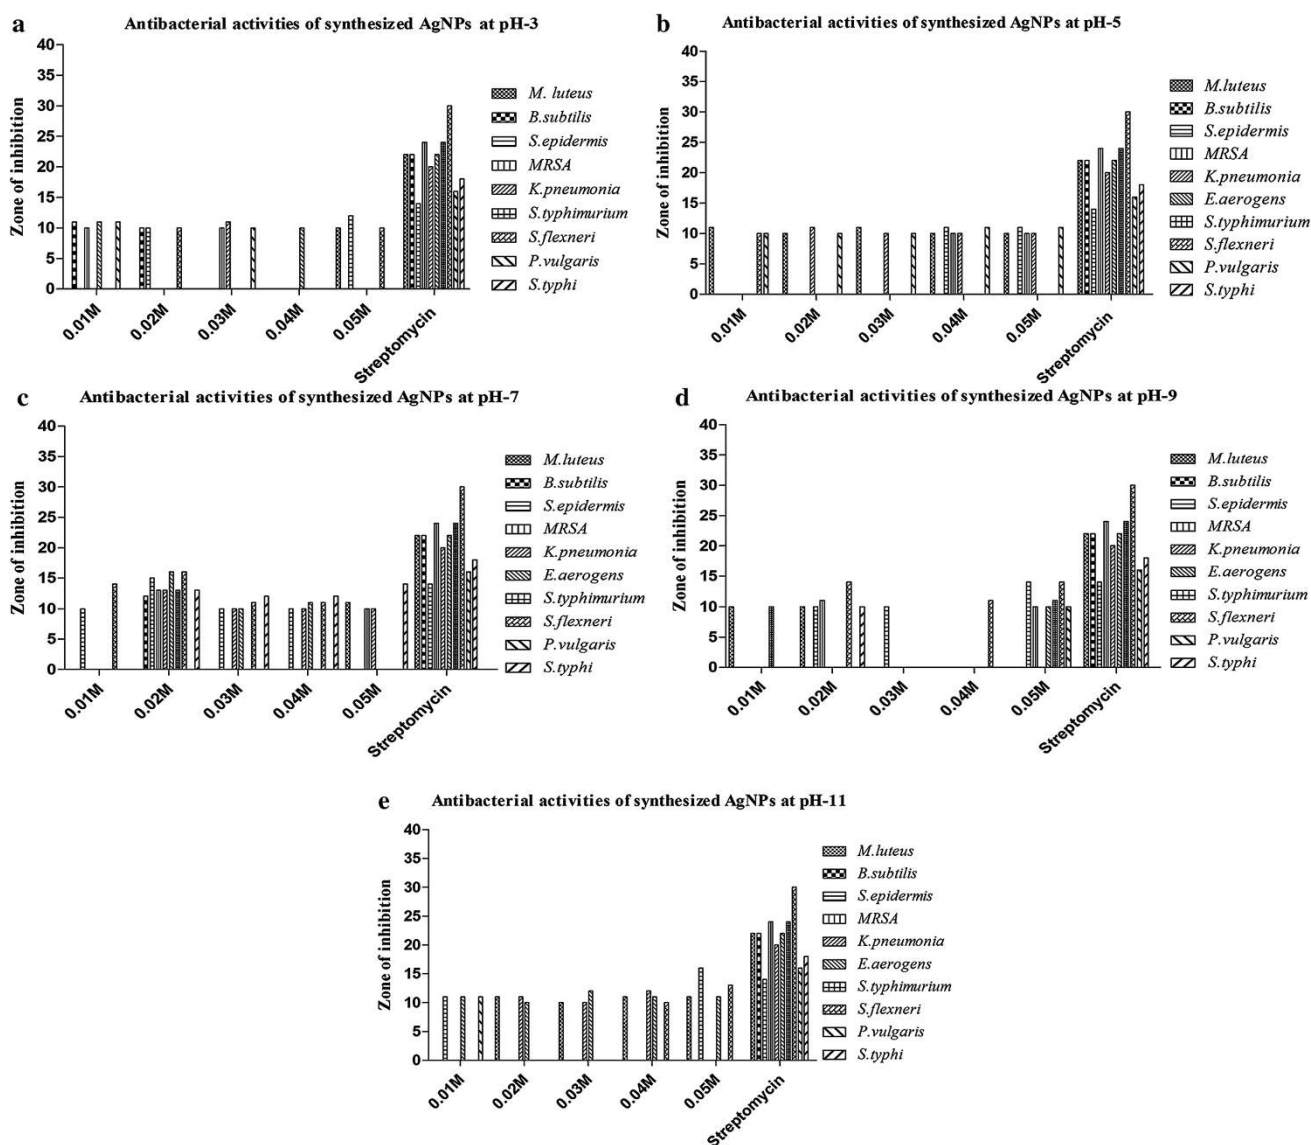 a Antibacterial activities of synthesized AgNPs at pH-3
Zone of inhibition
40
35
30
25
20
15
10
5
0
0.01M
0.02M
0.03M
0.04M
0.05M
Streptomycin
M. luteus
B.subtilis
S.epidermis
MRSA
K.pneumonia
S.typhimurium
S.flexneri
P.vulgaris
S.typhi
b Antibacterial activities of synthesized AgNPs at pH-5
Zone of inhibition
40
35
30
25
20
15
10
5
0
0.01M
0.02M
0.03M
0.04M
0.05M
Streptomycin
M.luteus
B.subtilis
S.epidermis
MRSA
K.pneumonia
E.aerogens
S.typhimurium
S.flexneri
P.vulgaris
S.typhi
c Antibacterial activities of synthesized AgNPs at pH-7
Zone of inhibition
40
35
30
25
20
15
10
5
0
0.01M
0.02M
0.03M
0.04M
0.05M
Streptomycin
M.luteus
B.subtilis
S.epidermis
MRSA
K.pneumonia
E.aerogens
S.typhimurium
S.flexneri
P.vulgaris
S.typhi
d Antibacterial activities of synthesized AgNPs at pH-9
Zone of inhibition
40
35
30
25
20
15
10
5
0
0.01M
0.02M
0.03M
0.04M
0.05M
Streptomycin
M.luteus
B.subtilis
S.epidermis
MRSA
K.pneumonia
E.aerogens
S.typhimurium
S.flexneri
P.vulgaris
S.typhi
e Antibacterial activities of synthesized AgNPs at pH-11
Zone of inhibition
40
35
30
25
20
15
10
5
0
0.01M
0.02M
0.03M
0.04M
0.05M
Streptomycin
M.luteus
B.subtilis
S.epidermis
MRSA
K.pneumonia
E.aerogens
S.typhimurium
S.flexneri
P.vulgaris
S.typhi